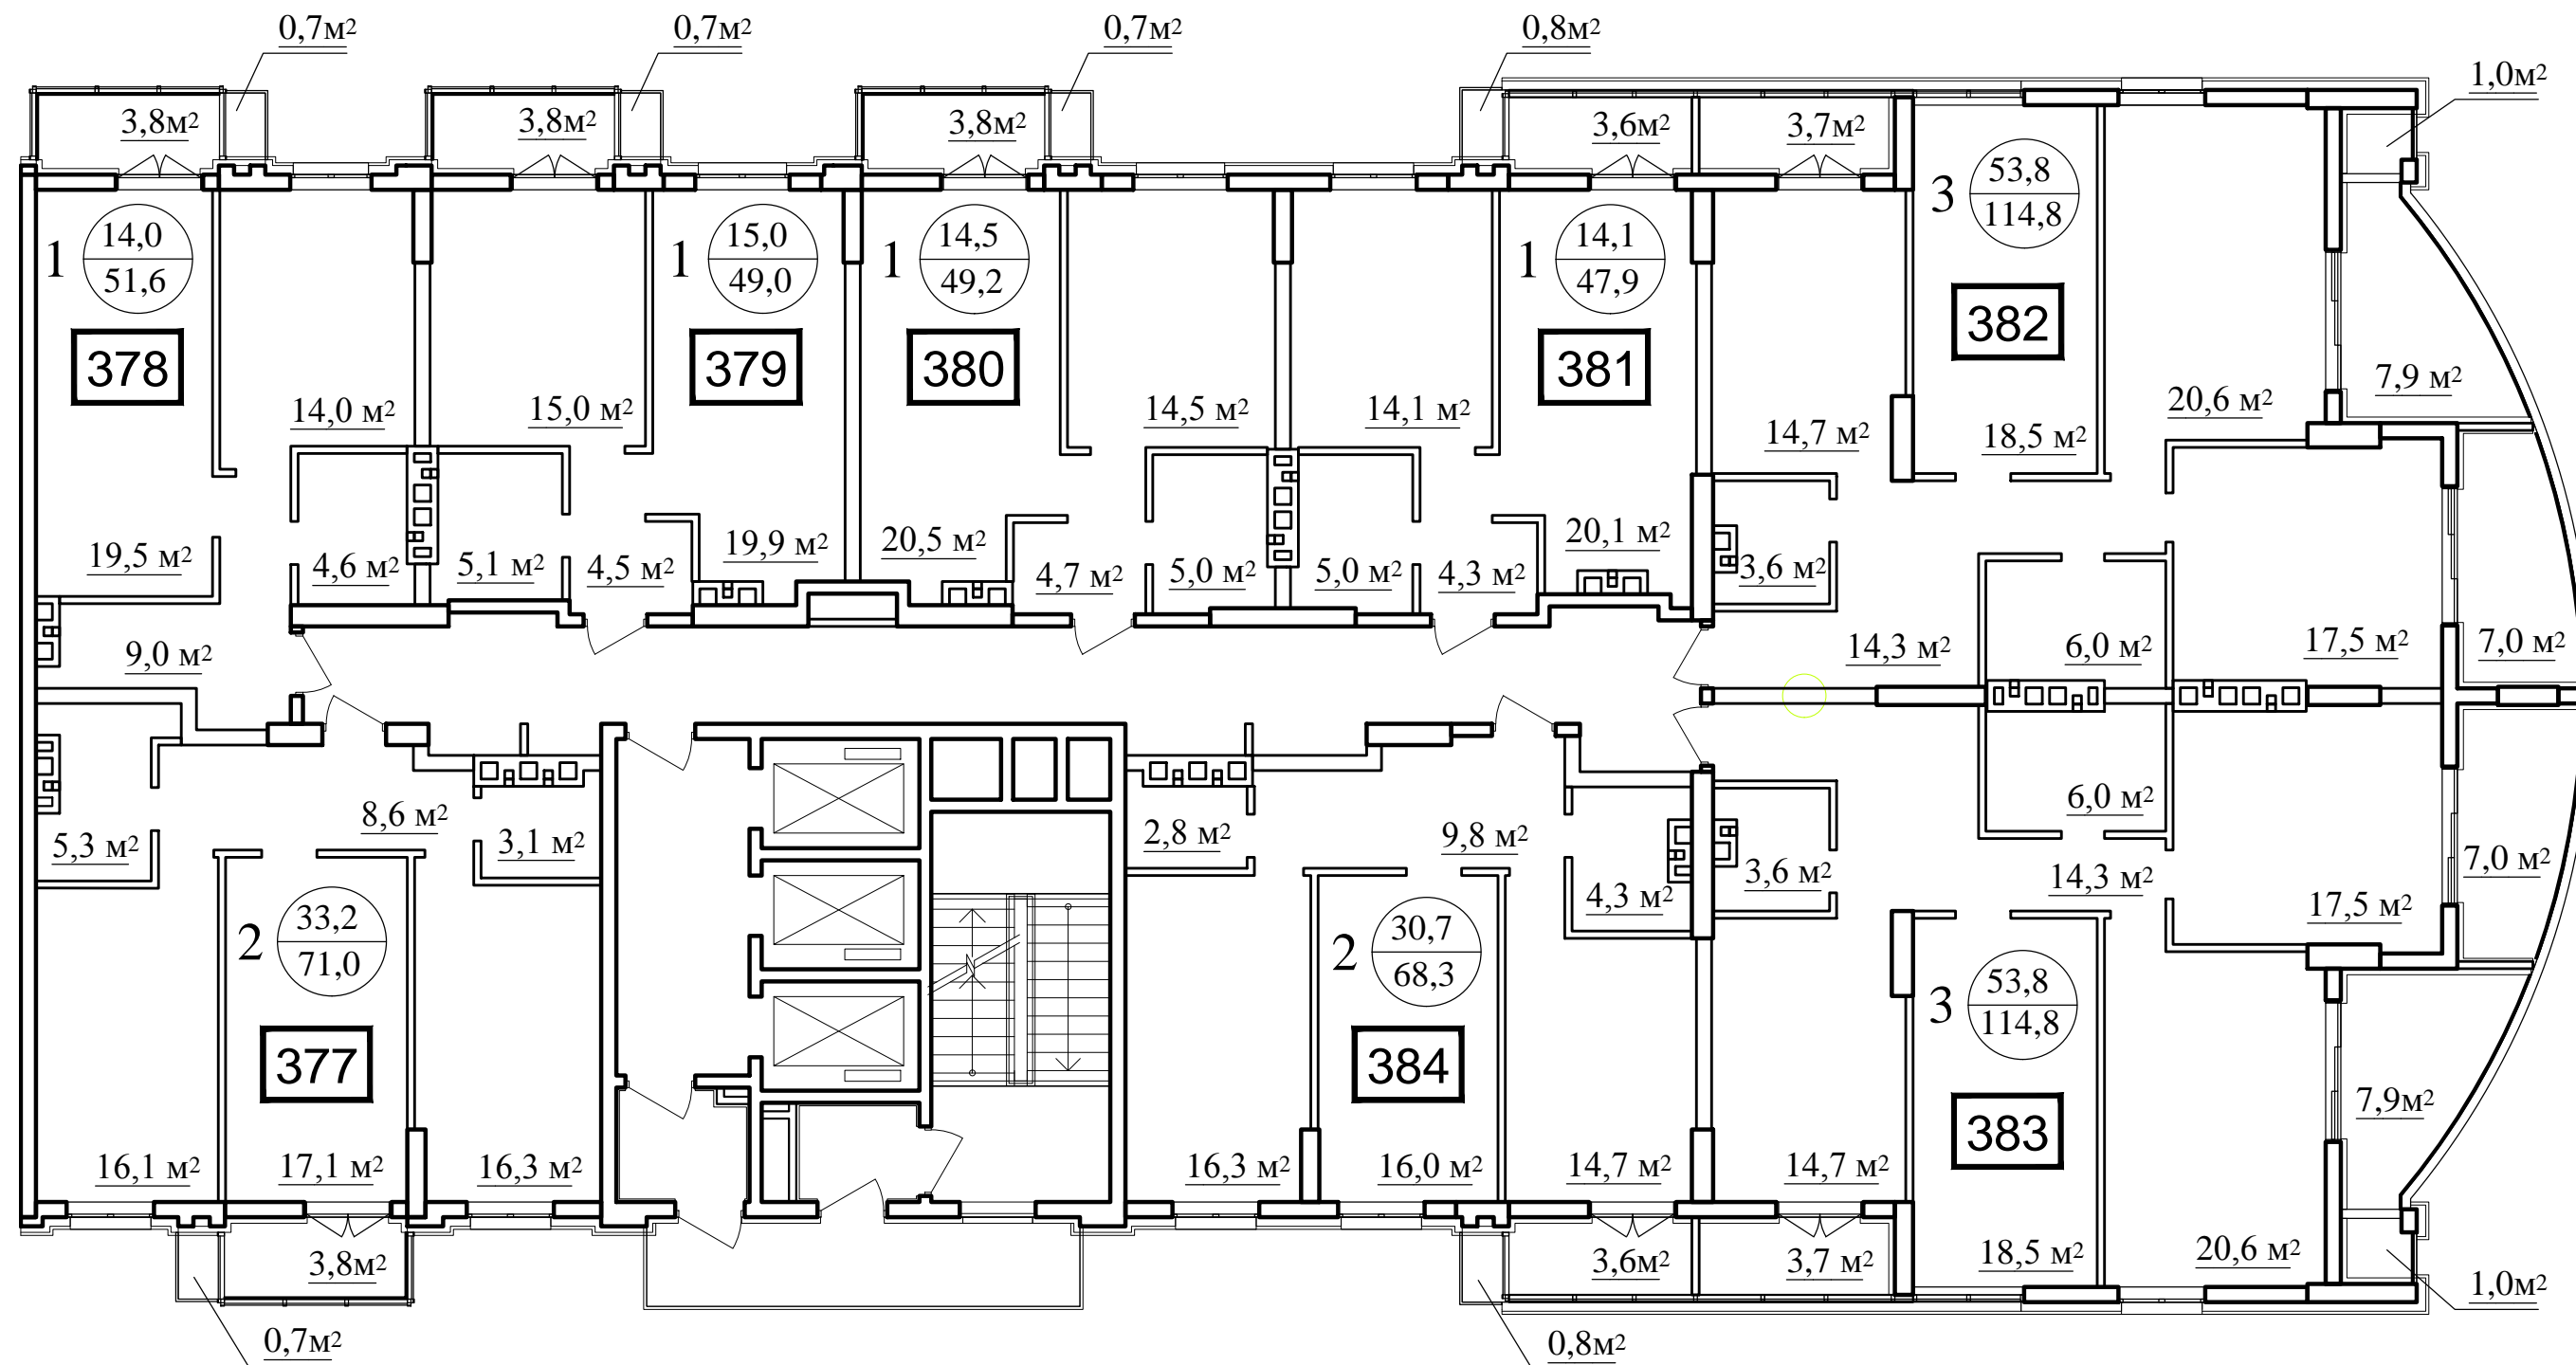 0,7м²
0,7м²
0,7м²
0,8м²
1,0м²
3,8м²
3,8м²
3,8м²
3,6м²
3,7м²
1
14,0
51,6
378
15,0
1
49,0
379
1
14,5
49,2
380
1
14,1
47,9
381
3
53,8
114,8
382
14,0 м²
15,0 м²
14,5 м²
14,1 м²
14,7 м²
18,5 м²
20,6 м²
7,9 м²
19,5 м²
4,6 м²
5,1 м²
4,5 м²
19,9 м²
20,5 м²
4,7 м²
5,0 м²
5,0 м²
4,3 м²
20,1 м²
3,6 м²
9,0 м²
14,3 м²
6,0 м²
17,5 м²
7,0 м²
5,3 м²
8,6 м²
3,1 м²
2,8 м²
9,8 м²
4,3 м²
3,6 м²
6,0 м²
14,3 м²
17,5 м²
7,0 м²
2
33,2
71,0
377
2
30,7
68,3
384
3
53,8
114,8
383
7,9м²
16,1 м²
17,1 м²
16,3 м²
16,3 м²
16,0 м²
14,7 м²
14,7 м²
18,5 м²
20,6 м²
3,8м²
3,6м²
3,7 м²
1,0м²
0,7м²
0,8м²